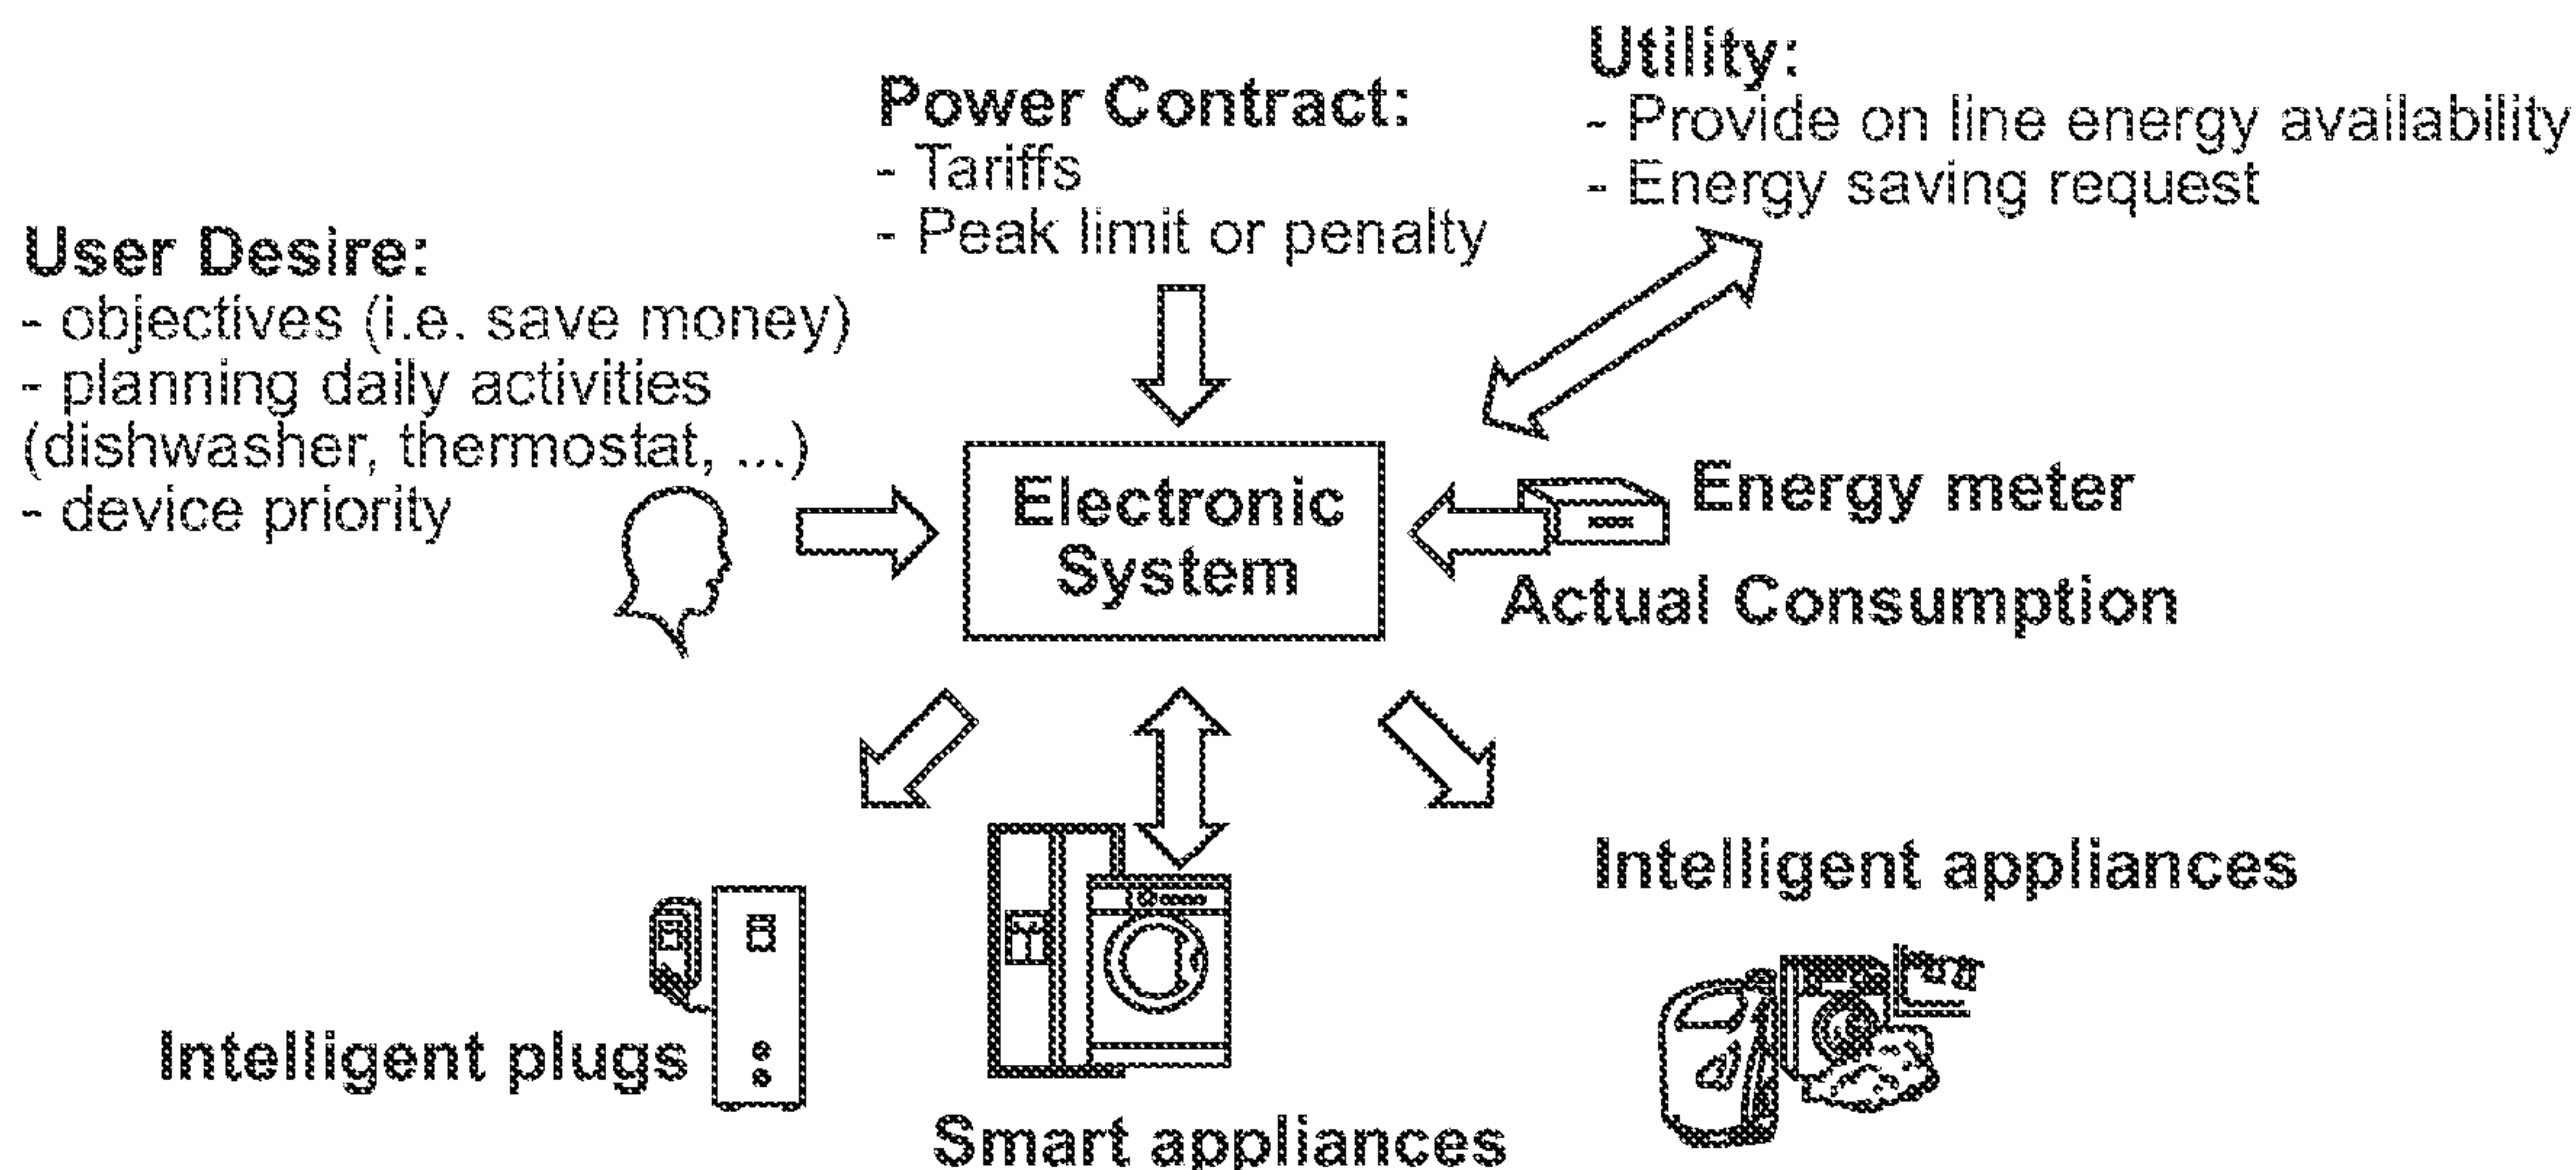 Utility:
- Provide on line energy availability
- Energy saving request
Power Contract:
- Tariffs
- Peak limit or penalty
User Desire:
- objectives (i.e. save money)
- planning daily activities
(dishwasher, thermostat, ...)
- device priority
Electronic
System
xxxx
Energy meter
Actual Consumption
Intelligent plugs
Smart appliances
Intelligent appliances